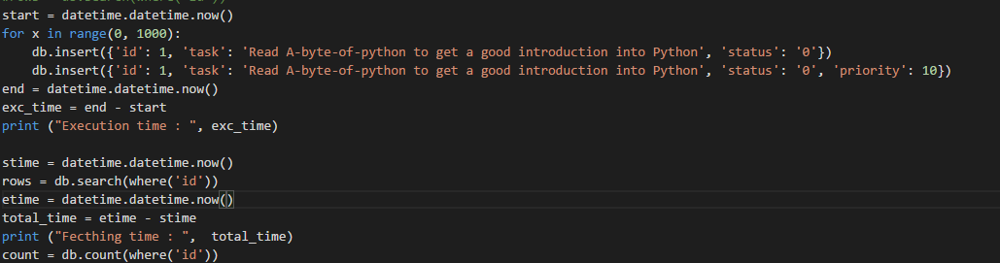 start = datetime.datetime.now()
for x in range(0, 1000):
    db.insert({'id': 1, 'task': 'Read A-byte-of-python to get a good introduction into Python', 'status': '0'})
    db.insert({'id': 1, 'task': 'Read A-byte-of-python to get a good introduction into Python', 'status': '0', 'priority': 10})
end = datetime.datetime.now()
exc_time = end - start
print ("Execution time : ", exc_time)

stime = datetime.datetime.now()
rows = db.search(where('id'))
etime = datetime.datetime.now()
total_time = etime - stime
print ("Fecthing time : ",  total_time)
count = db.count(where('id'))